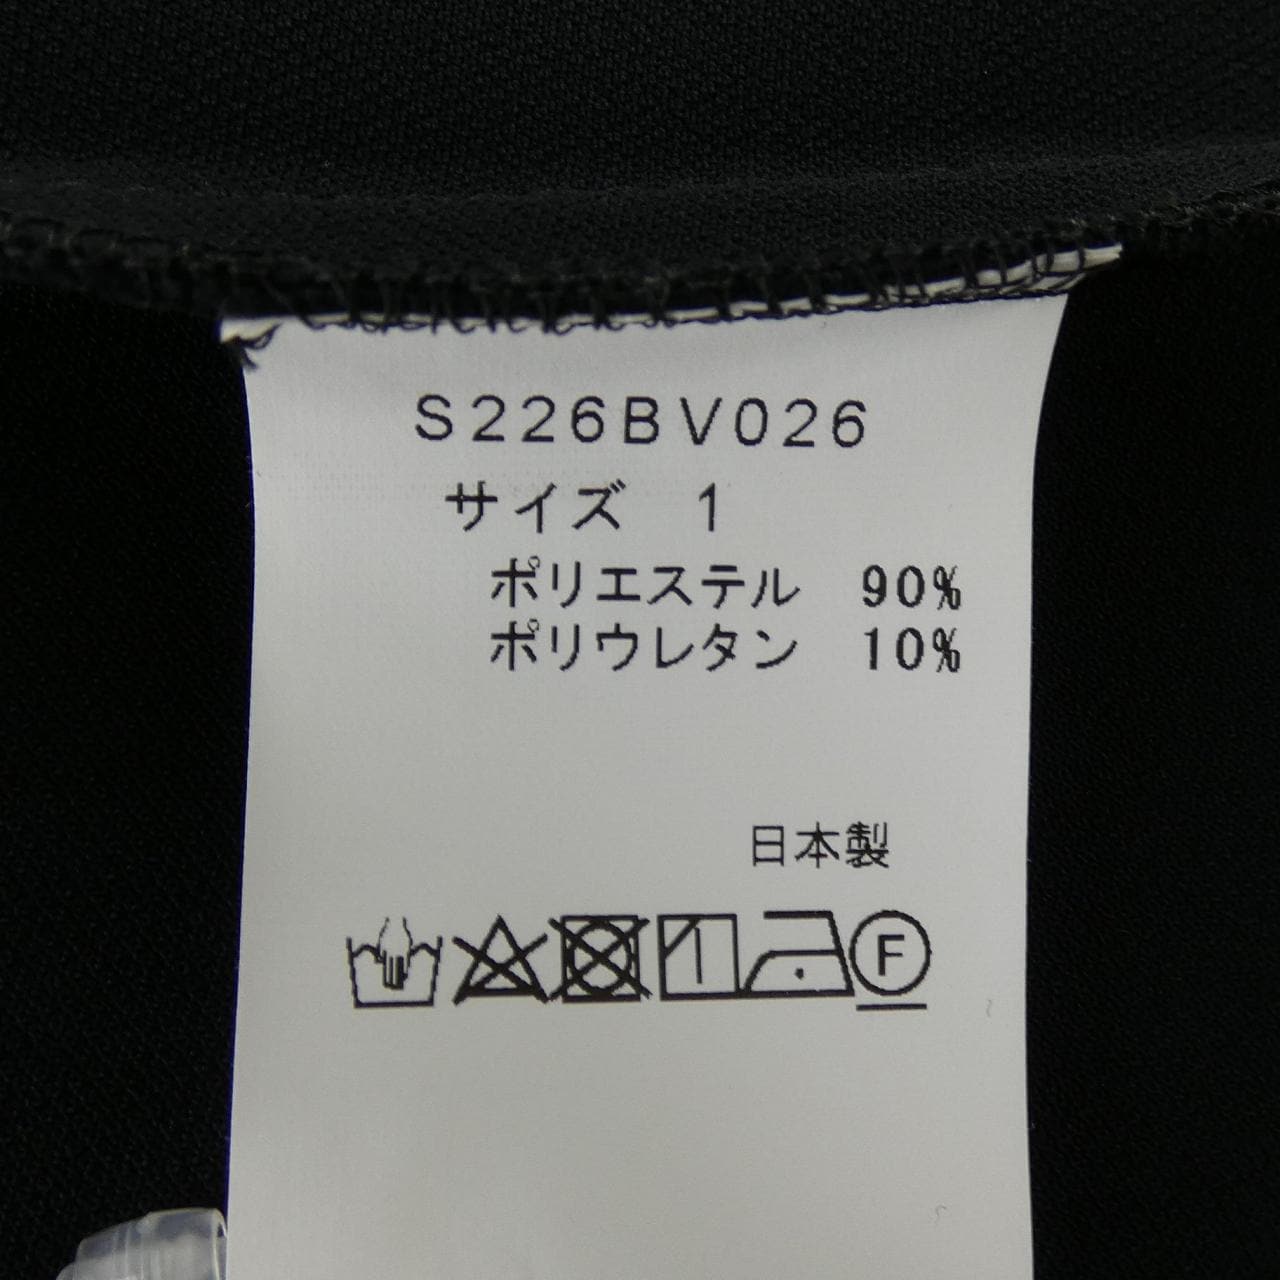 S226BV026
サイズ 1
ポリエステル 90%
ポリウレタン 10%
日本製
F